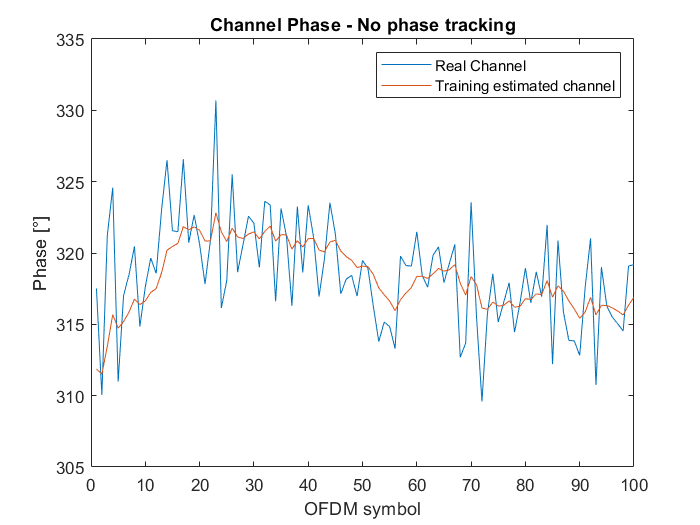 Channel Phase - No phase tracking
Real Channel
Training estimated channel
Phase [°]
335
330
325
320
315
310
305
0 10 20 30 40 50 60 70 80 90 100
OFDM symbol